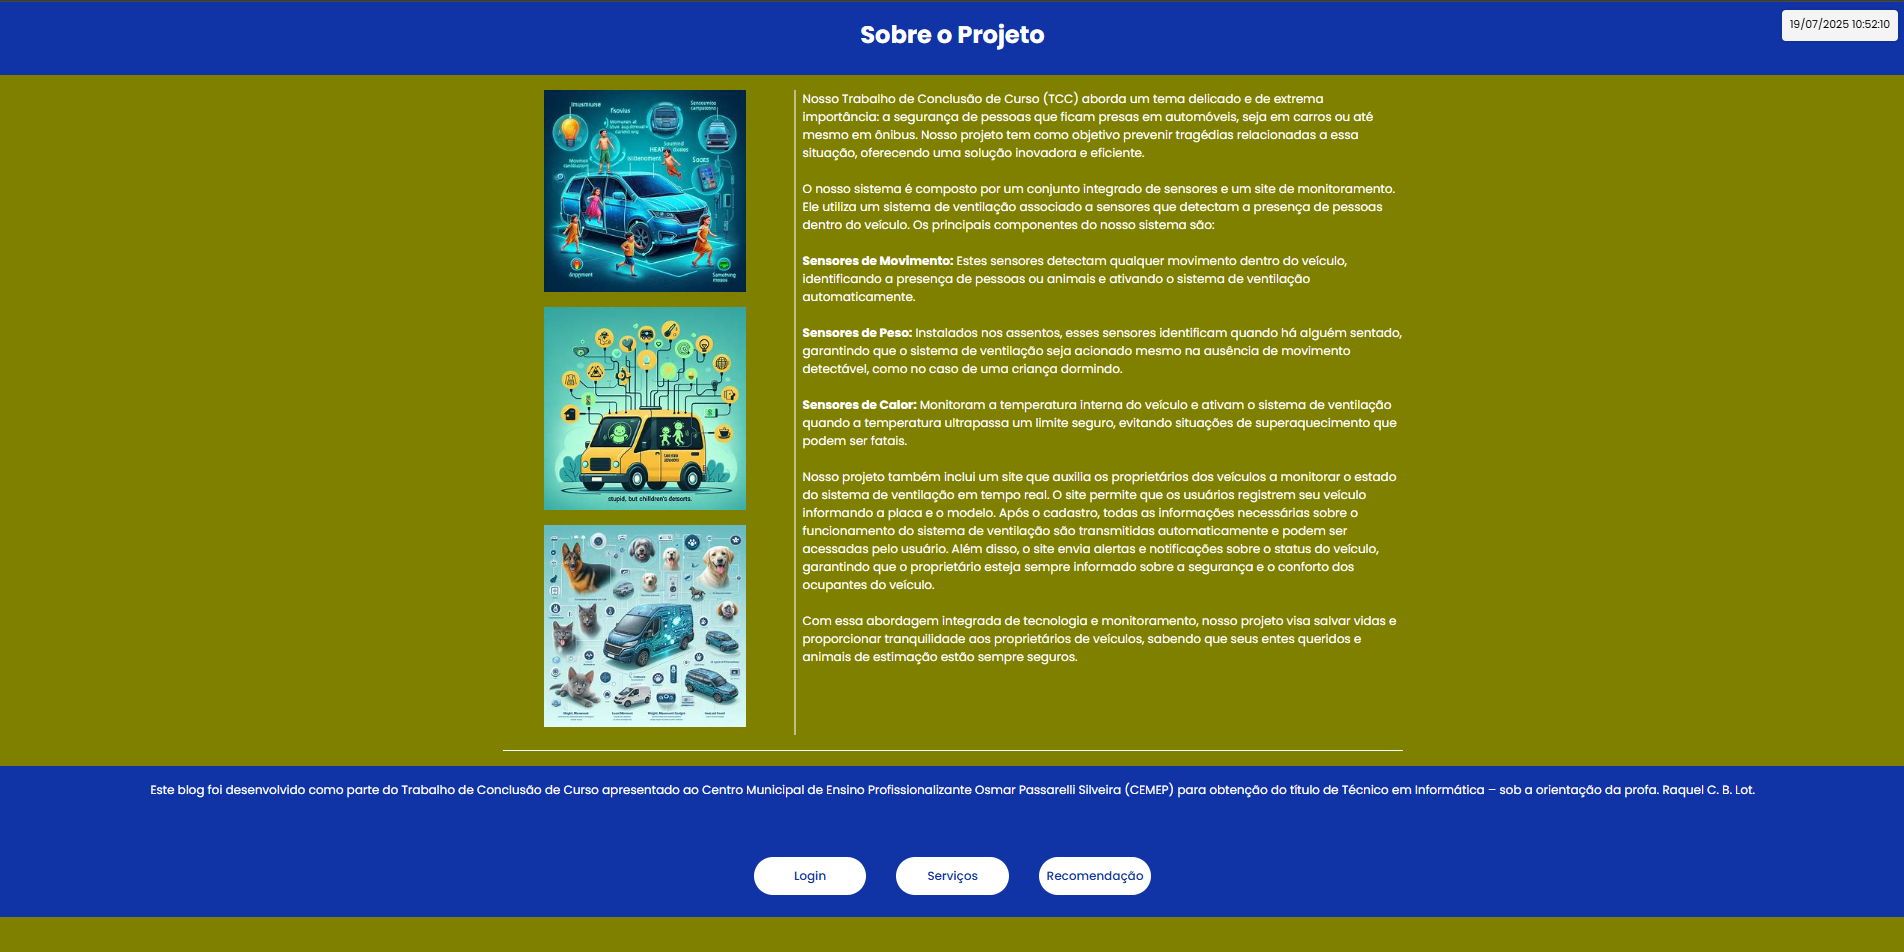 Sobre o Projeto
19/07/2025 10:52:10
Nosso Trabalho de Conclusão de Curso (TCC) aborda um tema delicado e de extrema
importância: a segurança de pessoas que ficam presas em automóveis, seja em carros ou até
mesmo em ônibus. Nosso projeto tem como objetivo prevenir tragédias relacionadas a essa
situação, oferecendo uma solução inovadora e eficiente.
O nosso sistema é composto por um conjunto integrado de sensores e um site de monitoramento.
Ele utiliza um sistema de ventilação associado a sensores que detectam a presença de pessoas
dentro do veículo. Os principais componentes do nosso sistema são:
Sensores de Movimento: Estes sensores detectam qualquer movimento dentro do veículo,
identificando a presença de pessoas ou animais e ativando o sistema de ventilação
automaticamente.
Sensores de Peso: Instalados nos assentos, esses sensores identificam quando há alguém sentado,
garantindo que o sistema de ventilação seja acionado mesmo na ausência de movimento
detectável, como no caso de uma criança dormindo.
Sensores de Calor: Monitoram a temperatura interna do veículo e ativam o sistema de ventilação
quando a temperatura ultrapassa um limite seguro, evitando situações de superaquecimento que
podem ser fatais.
Nosso projeto também inclui um site que auxilia os proprietários dos veículos a monitorar o estado
do sistema de ventilação em tempo real. O site permite que os usuários registrem seu veículo
informando a placa e o modelo. Após o cadastro, todas as informações necessárias sobre o
funcionamento do sistema de ventilação são transmitidas automaticamente e podem ser
acessadas pelo usuário. Além disso, o site envia alertas e notificações sobre o status do veículo,
garantindo que o proprietário esteja sempre informado sobre a segurança e o conforto dos
ocupantes do veículo.
Com essa abordagem integrada de tecnologia e monitoramento, nosso projeto visa salvar vidas e
proporcionar tranquilidade aos proprietários de veículos, sabendo que seus entes queridos e
animais de estimação estão sempre seguros.
stupid, but children's desorts.
Este blog foi desenvolvido como parte do Trabalho de Conclusão de Curso apresentado ao Centro Municipal de Ensino Profissionalizante Osmar Passarelli Silveira (CEMEP) para obtenção do título de Técnico em Informática – sob a orientação da profa. Raquel C. B. Lot.
Login
Serviços
Recomendação